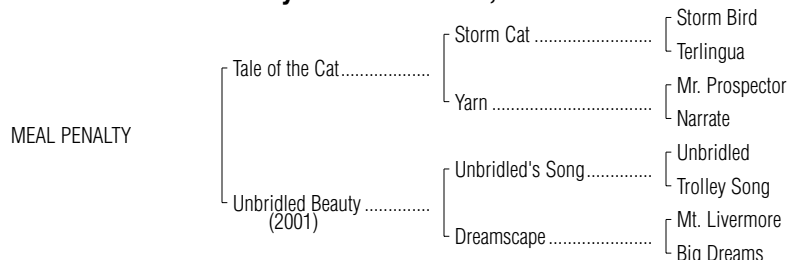 Storm Bird
Storm Cat
Terlingua
Tale of the Cat
Mr. Prospector
Yarn
Narrate
MEAL PENALTY
Unbridled
Unbridled's Song
Trolley Song
Unbridled Beauty
(2001)
Mt. Livermore
Dreamscape
Big Dreams